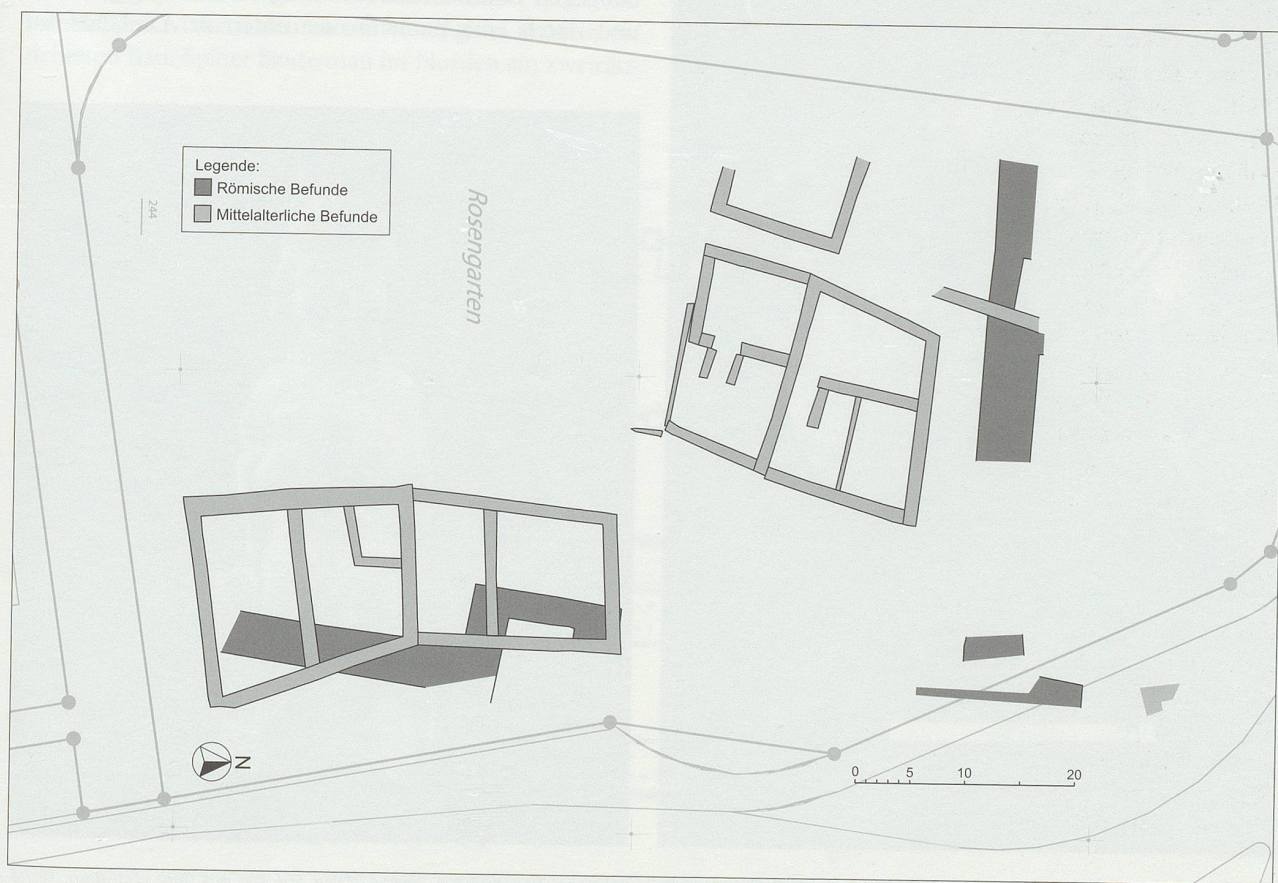 Legende:
Römische Befunde
Mittelalterliche Befunde
244
Rosengarten
N
0 5 10 20